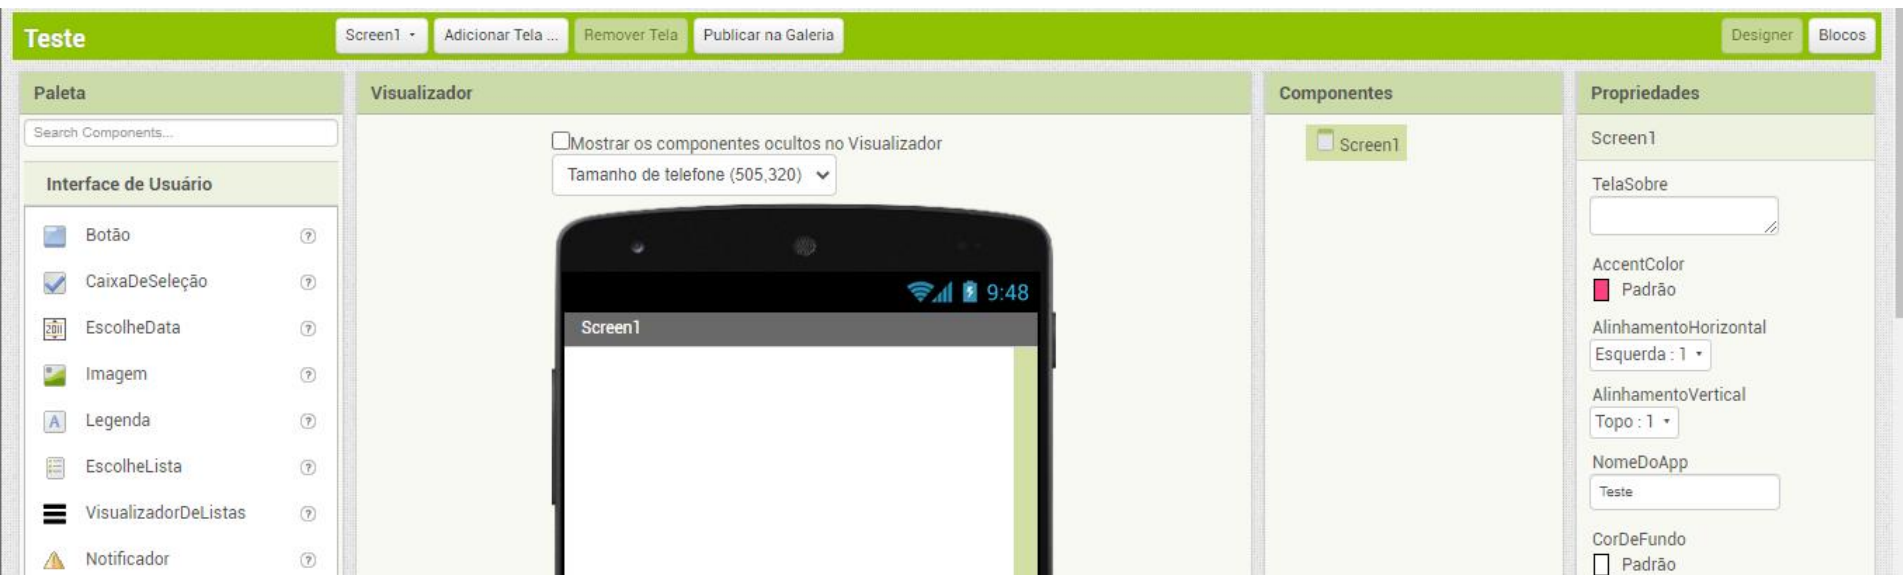 Teste
Screen1
Adicionar Tela ...
Remover Tela
Publicar na Galeria
Designer
Blocos
Paleta
Search Components...
Interface de Usuário
Botão
?
CaixaDeSeleção
?
EscolheData
?
Imagem
?
A
Legenda
?
EscolheLista
?
VisualizadorDeListas
?
Notificador
?
Visualizador
Mostrar os componentes ocultos no Visualizador
Tamanho de telefone (505,320)
9:48
Screen1
Componentes
Screen1
Propriedades
Screen1
TelaSobre
AccentColor
Padrão
AlinhamentoHorizontal
Esquerda : 1
AlinhamentoVertical
Topo : 1
NomeDoApp
Teste
CorDeFundo
Padrão